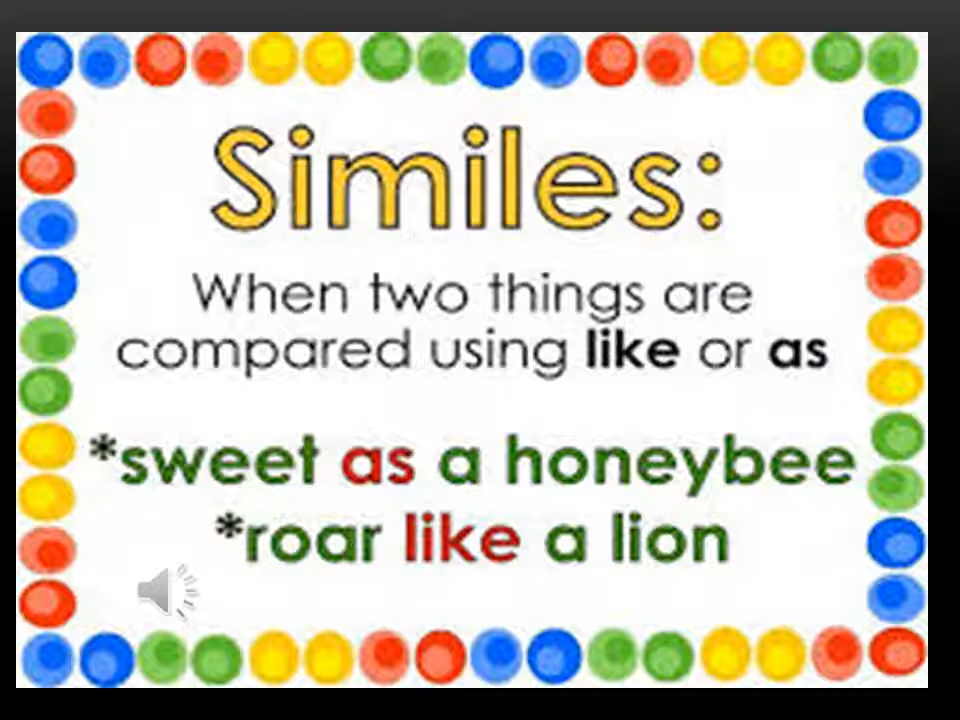 Similes:
When two things are
compared using like or as
*sweet as a honeybee
*roar like a lion